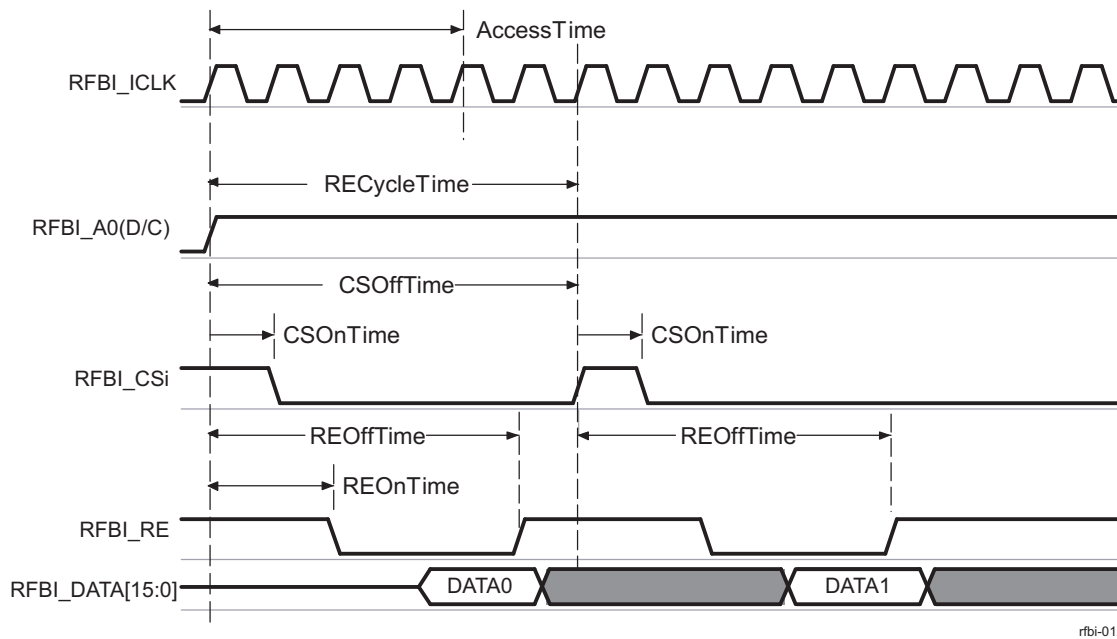 AccessTime
RFBI_ICLK
RECycleTime
RFBI_A0(D/C)
CSOffTime
CSOnTime CSOnTime
RFBI_CSi
REOffTime REOffTime
REOnTime
RFBI_RE
RFBI_DATA[15:0] DATA0 DATA1
rfbi-01